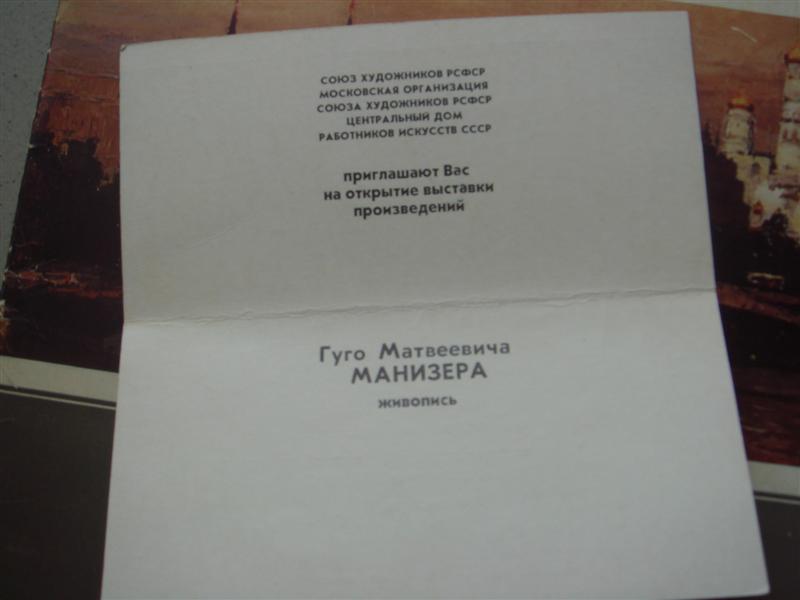 СОЮЗ ХУДОЖНИКОВ РСФСР
МОСКОВСКАЯ ОРГАНИЗАЦИЯ
СОЮЗА ХУДОЖНИКОВ РСФСР
ЦЕНТРАЛЬНЫЙ ДОМ
РАБОТНИКОВ ИСКУССТВ СССР
приглашают Вас
на открытие выставки
произведений
Гуго Матвеевича
МАНИЗЕРА
живопись